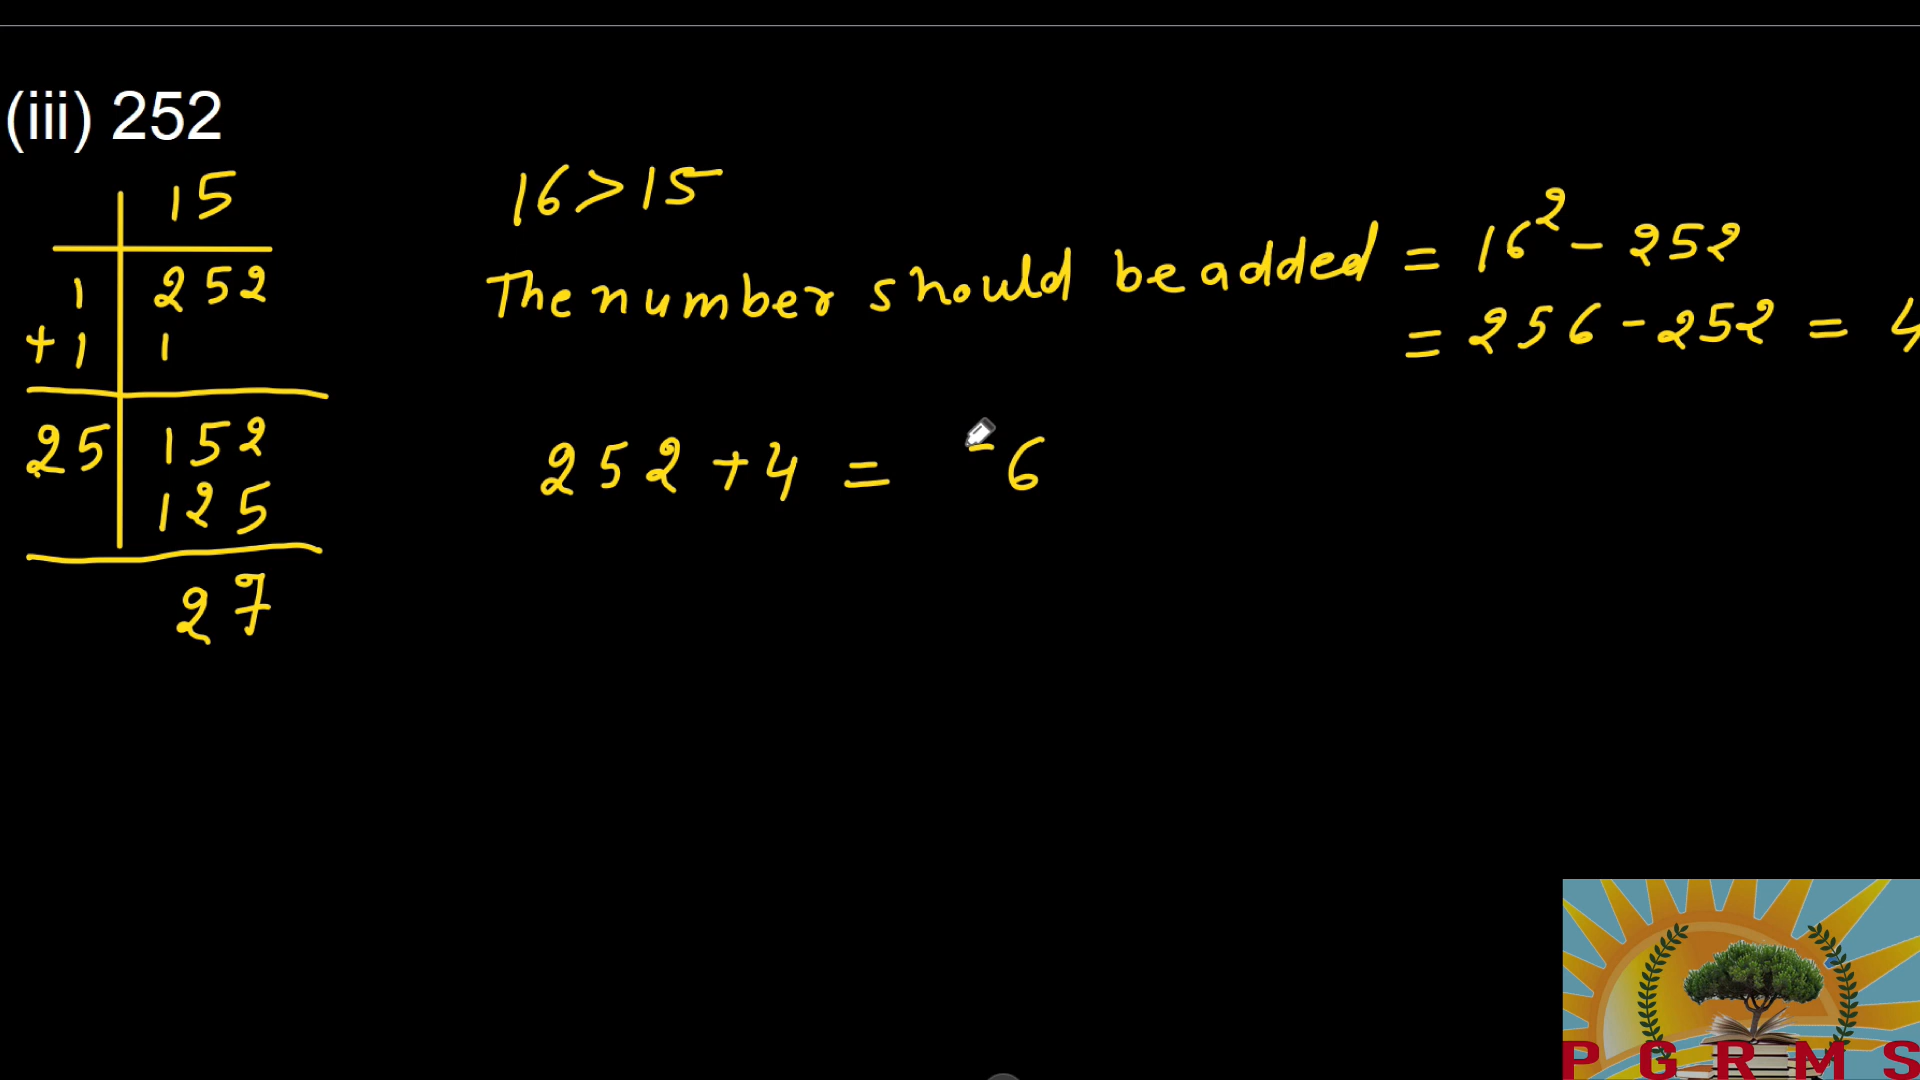 (iii) 252
15
1 252
+1 1
25 152
125
27
16>15
The number should be added = 16² - 252
= 256 - 252 = 4
252 + 4 = - 6
P G R M S